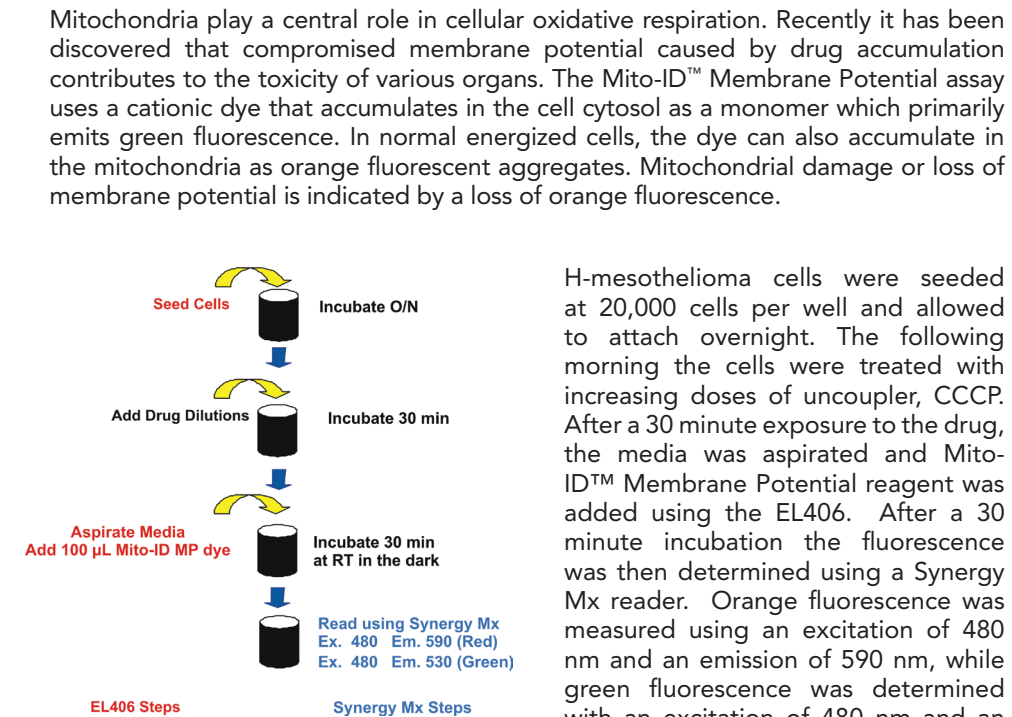 Mitochondria play a central role in cellular oxidative respiration. Recently it has been
discovered that compromised membrane potential caused by drug accumulation
contributes to the toxicity of various organs. The Mito-ID™ Membrane Potential assay
uses a cationic dye that accumulates in the cell cytosol as a monomer which primarily
emits green fluorescence. In normal energized cells, the dye can also accumulate in
the mitochondria as orange fluorescent aggregates. Mitochondrial damage or loss of
membrane potential is indicated by a loss of orange fluorescence.
Seed Cells
Incubate O/N
Add Drug Dilutions
Incubate 30 min
Aspirate Media
Add 100 µL Mito-ID MP dye
Incubate 30 min
at RT in the dark
Read using Synergy Mx
Ex. 480 Em. 590 (Red)
Ex. 480 Em. 530 (Green)
EL406 Steps
Synergy Mx Steps
H-mesothelioma cells were seeded
at 20,000 cells per well and allowed
to attach overnight. The following
morning the cells were treated with
increasing doses of uncoupler, CCCP.
After a 30 minute exposure to the drug,
the media was aspirated and Mito-
ID™ Membrane Potential reagent was
added using the EL406. After a 30
minute incubation the fluorescence
was then determined using a Synergy
Mx reader. Orange fluorescence was
measured using an excitation of 480
nm and an emission of 590 nm, while
green fluorescence was determined
with an excitation of 480 nm and an